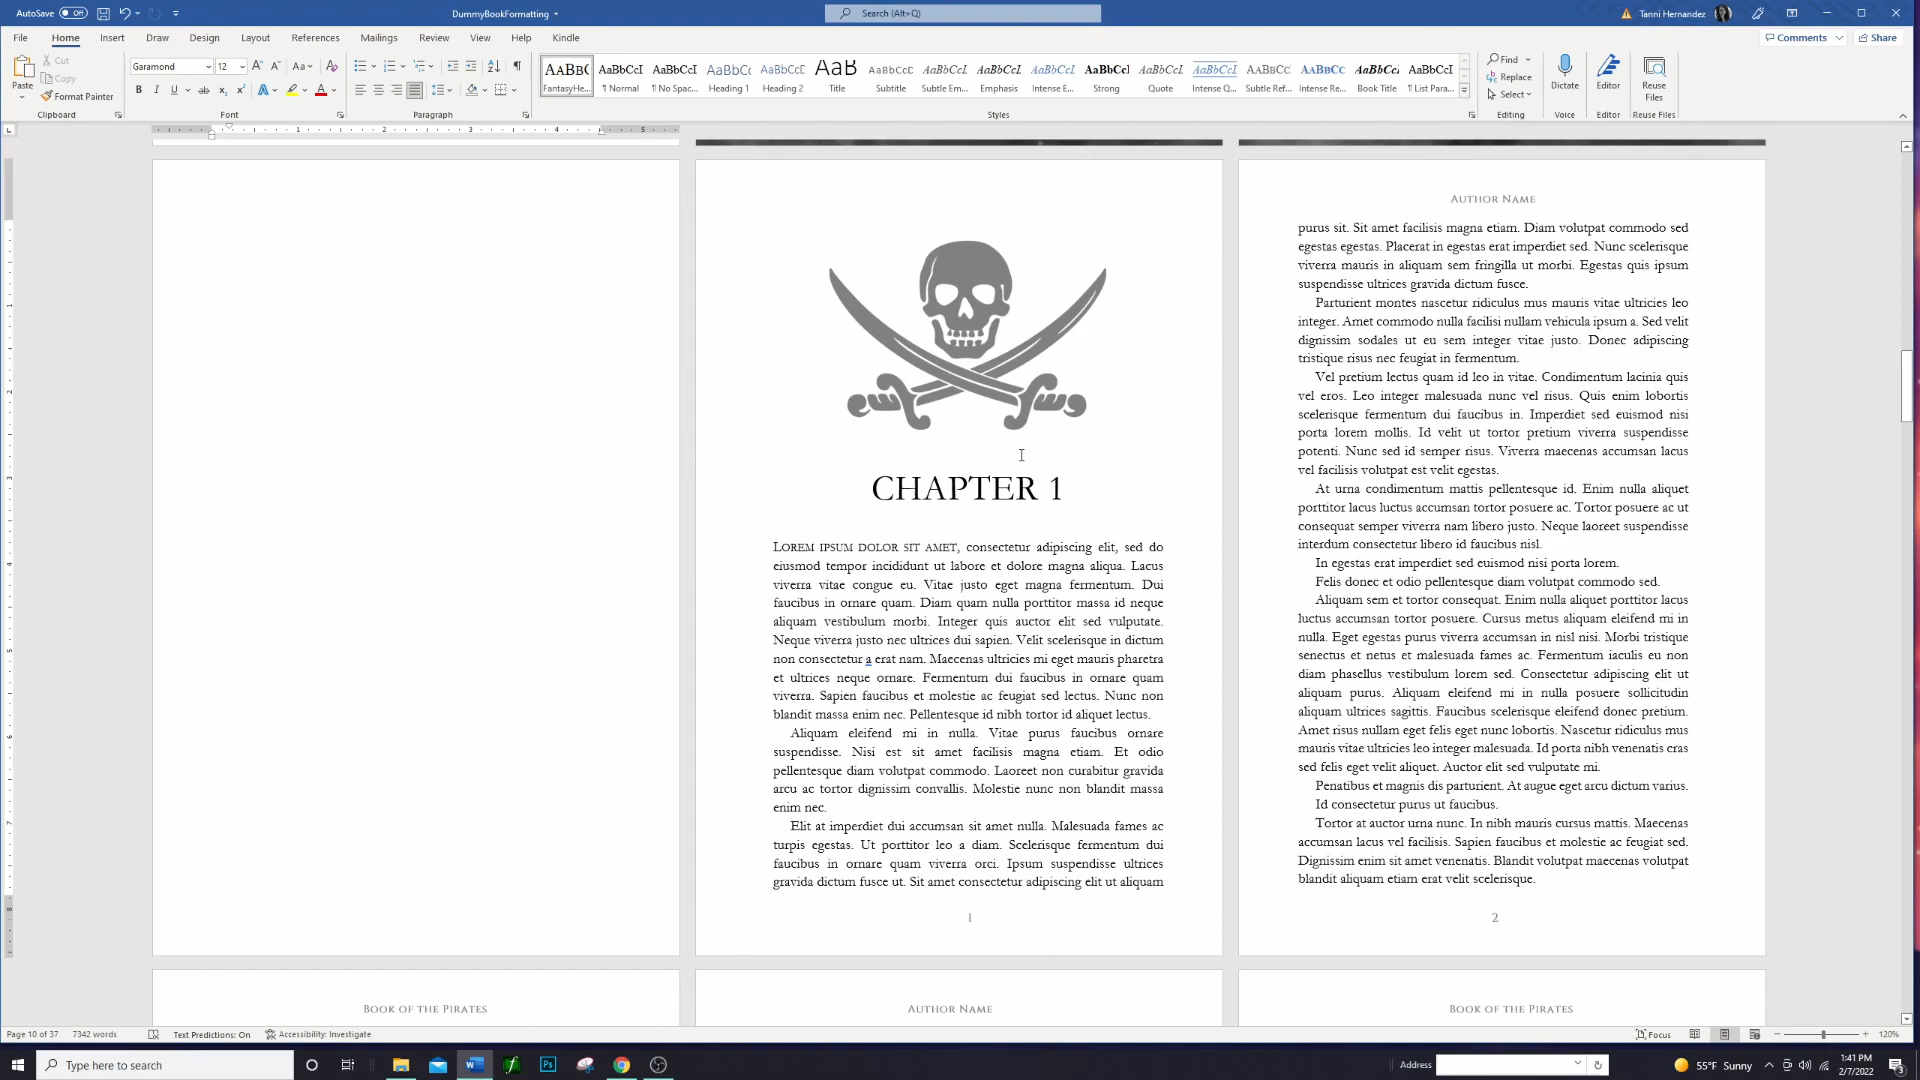 AutoSave Off
DummyBookFormatting
Search (Alt+Q)
Tanni Hernandez
File Home Insert Draw Design Layout References Mailings Review View Help Kindle
Comments Share
Paste
Cut
Copy
Format Painter
Clipboard
Garamond 12
Font
Paragraph
AaBbC AaBbCcI AaBbCcI AaBbCc AaBbCcD AaB AaBbCcD AaBbCcI AaBbCcI AaBbCcI AaBbCcI AaBbCcI AaBbCcI AaBbCc AaBbCc AaBbCcI AaBbCcI
FantasyHe... ¶ Normal ¶ No Spac... Heading 1 Heading 2 Title Subtitle Subtle Em... Emphasis Intense E... Strong Quote Intense Q... Subtle Ref... Intense Re... Book Title ¶ List Para...
Styles
Find
Replace
Select
Editing
Dictate
Voice
Editor
Editor
Reuse Files
Reuse Files
CHAPTER 1
LOREM IPSUM DOLOR SIT AMET, consectetur adipiscing elit, sed do
eiusmod tempor incididunt ut labore et dolore magna aliqua. Lacus
viverra vitae congue eu. Vitae justo eget magna fermentum. Dui
faucibus in ornare quam. Diam quam nulla porttitor massa id neque
aliquam vestibulum morbi. Integer quis auctor elit sed vulputate.
Neque viverra justo nec ultrices dui sapien. Velit scelerisque in dictum
non consectetur a erat nam. Maecenas ultricies mi eget mauris pharetra
et ultrices neque ornare. Fermentum dui faucibus in ornare quam
viverra. Sapien faucibus et molestie ac feugiat sed lectus. Nunc non
blandit massa enim nec. Pellentesque id nibh tortor id aliquet lectus.
Aliquam eleifend mi in nulla. Vitae purus faucibus ornare
suspendisse. Nisi est sit amet facilisis magna etiam. Et odio
pellentesque diam volutpat commodo. Laoreet non curabitur gravida
arcu ac tortor dignissim convallis. Molestie nunc non blandit massa
enim nec.
Elit at imperdiet dui accumsan sit amet nulla. Malesuada fames ac
turpis egestas. Ut porttitor leo a diam. Scelerisque fermentum dui
faucibus in ornare quam viverra orci. Ipsum suspendisse ultrices
gravida dictum fusce ut. Sit amet consectetur adipiscing elit ut aliquam
1
AUTHOR NAME
purus sit. Sit amet facilisis magna etiam. Diam volutpat commodo sed
egestas egestas. Placerat in egestas erat imperdiet sed. Nunc scelerisque
viverra mauris in aliquam sem fringilla ut morbi. Egestas quis ipsum
suspendisse ultrices gravida dictum fusce.
Parturient montes nascetur ridiculus mus mauris vitae ultricies leo
integer. Amet commodo nulla facilisi nullam vehicula ipsum a. Sed velit
dignissim sodales ut eu sem integer vitae justo. Donec adipiscing
tristique risus nec feugiat in fermentum.
Vel pretium lectus quam id leo in vitae. Condimentum lacinia quis
vel eros. Leo integer malesuada nunc vel risus. Quis enim lobortis
scelerisque fermentum dui faucibus in. Imperdiet sed euismod nisi
porta lorem mollis. Id velit ut tortor pretium viverra suspendisse
potenti. Nunc sed id semper risus. Viverra maecenas accumsan lacus
vel facilisis volutpat est velit egestas.
At urna condimentum mattis pellentesque id. Enim nulla aliquet
porttitor lacus luctus accumsan tortor posuere ac. Tortor posuere ac ut
consequat semper viverra nam libero justo. Neque laoreet suspendisse
interdum consectetur libero id faucibus nisl.
In egestas erat imperdiet sed euismod nisi porta lorem.
Felis donec et odio pellentesque diam volutpat commodo sed.
Aliquam sem et tortor consequat. Enim nulla aliquet porttitor lacus
luctus accumsan tortor posuere. Cursus metus aliquam eleifend mi in
nulla. Eget egestas purus viverra accumsan in nisl nisi. Morbi tristique
senectus et netus et malesuada fames ac. Fermentum iaculis eu non
diam phasellus vestibulum lorem sed. Consectetur adipiscing elit ut
aliquam purus. Aliquam eleifend mi in nulla posuere sollicitudin
aliquam ultrices sagittis. Faucibus scelerisque eleifend donec pretium.
Amet risus nullam eget felis eget nunc lobortis. Nascetur ridiculus mus
mauris vitae ultricies leo integer malesuada. Id porta nibh venenatis cras
sed felis eget velit aliquet. Auctor elit sed vulputate mi.
Penatibus et magnis dis parturient. At augue eget arcu dictum varius.
Id consectetur purus ut faucibus.
Tortor at auctor urna nunc. In nibh mauris cursus mattis. Maecenas
accumsan lacus vel facilisis. Sapien faucibus et molestie ac feugiat sed.
Dignissim enim sit amet venenatis. Blandit volutpat maecenas volutpat
blandit aliquam etiam erat velit scelerisque.
2
BOOK OF THE PIRATES
AUTHOR NAME
BOOK OF THE PIRATES
Page 10 of 37 7342 words Text Predictions: On Accessibility: Investigate
Focus 120%
Type here to search
Address
55°F Sunny
1:41 PM
2/7/2022